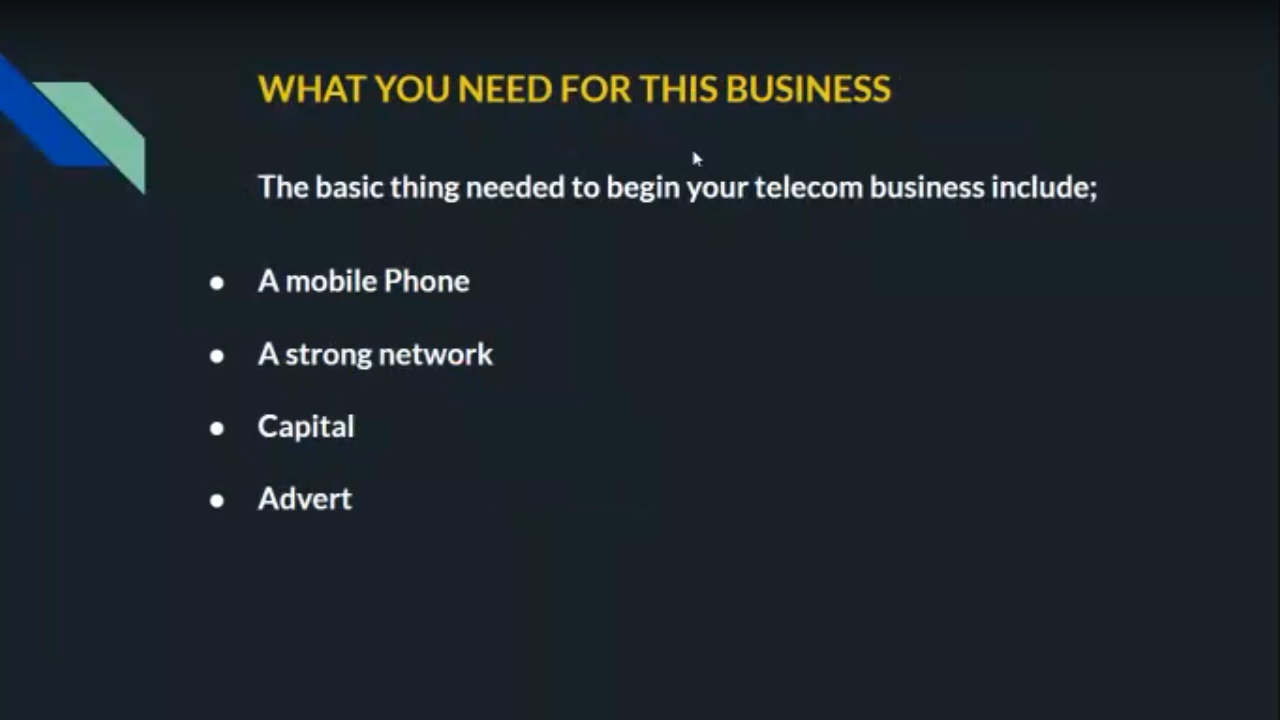 WHAT YOU NEED FOR THIS BUSINESS
The basic thing needed to begin your telecom business include;
● A mobile Phone
● A strong network
● Capital
● Advert